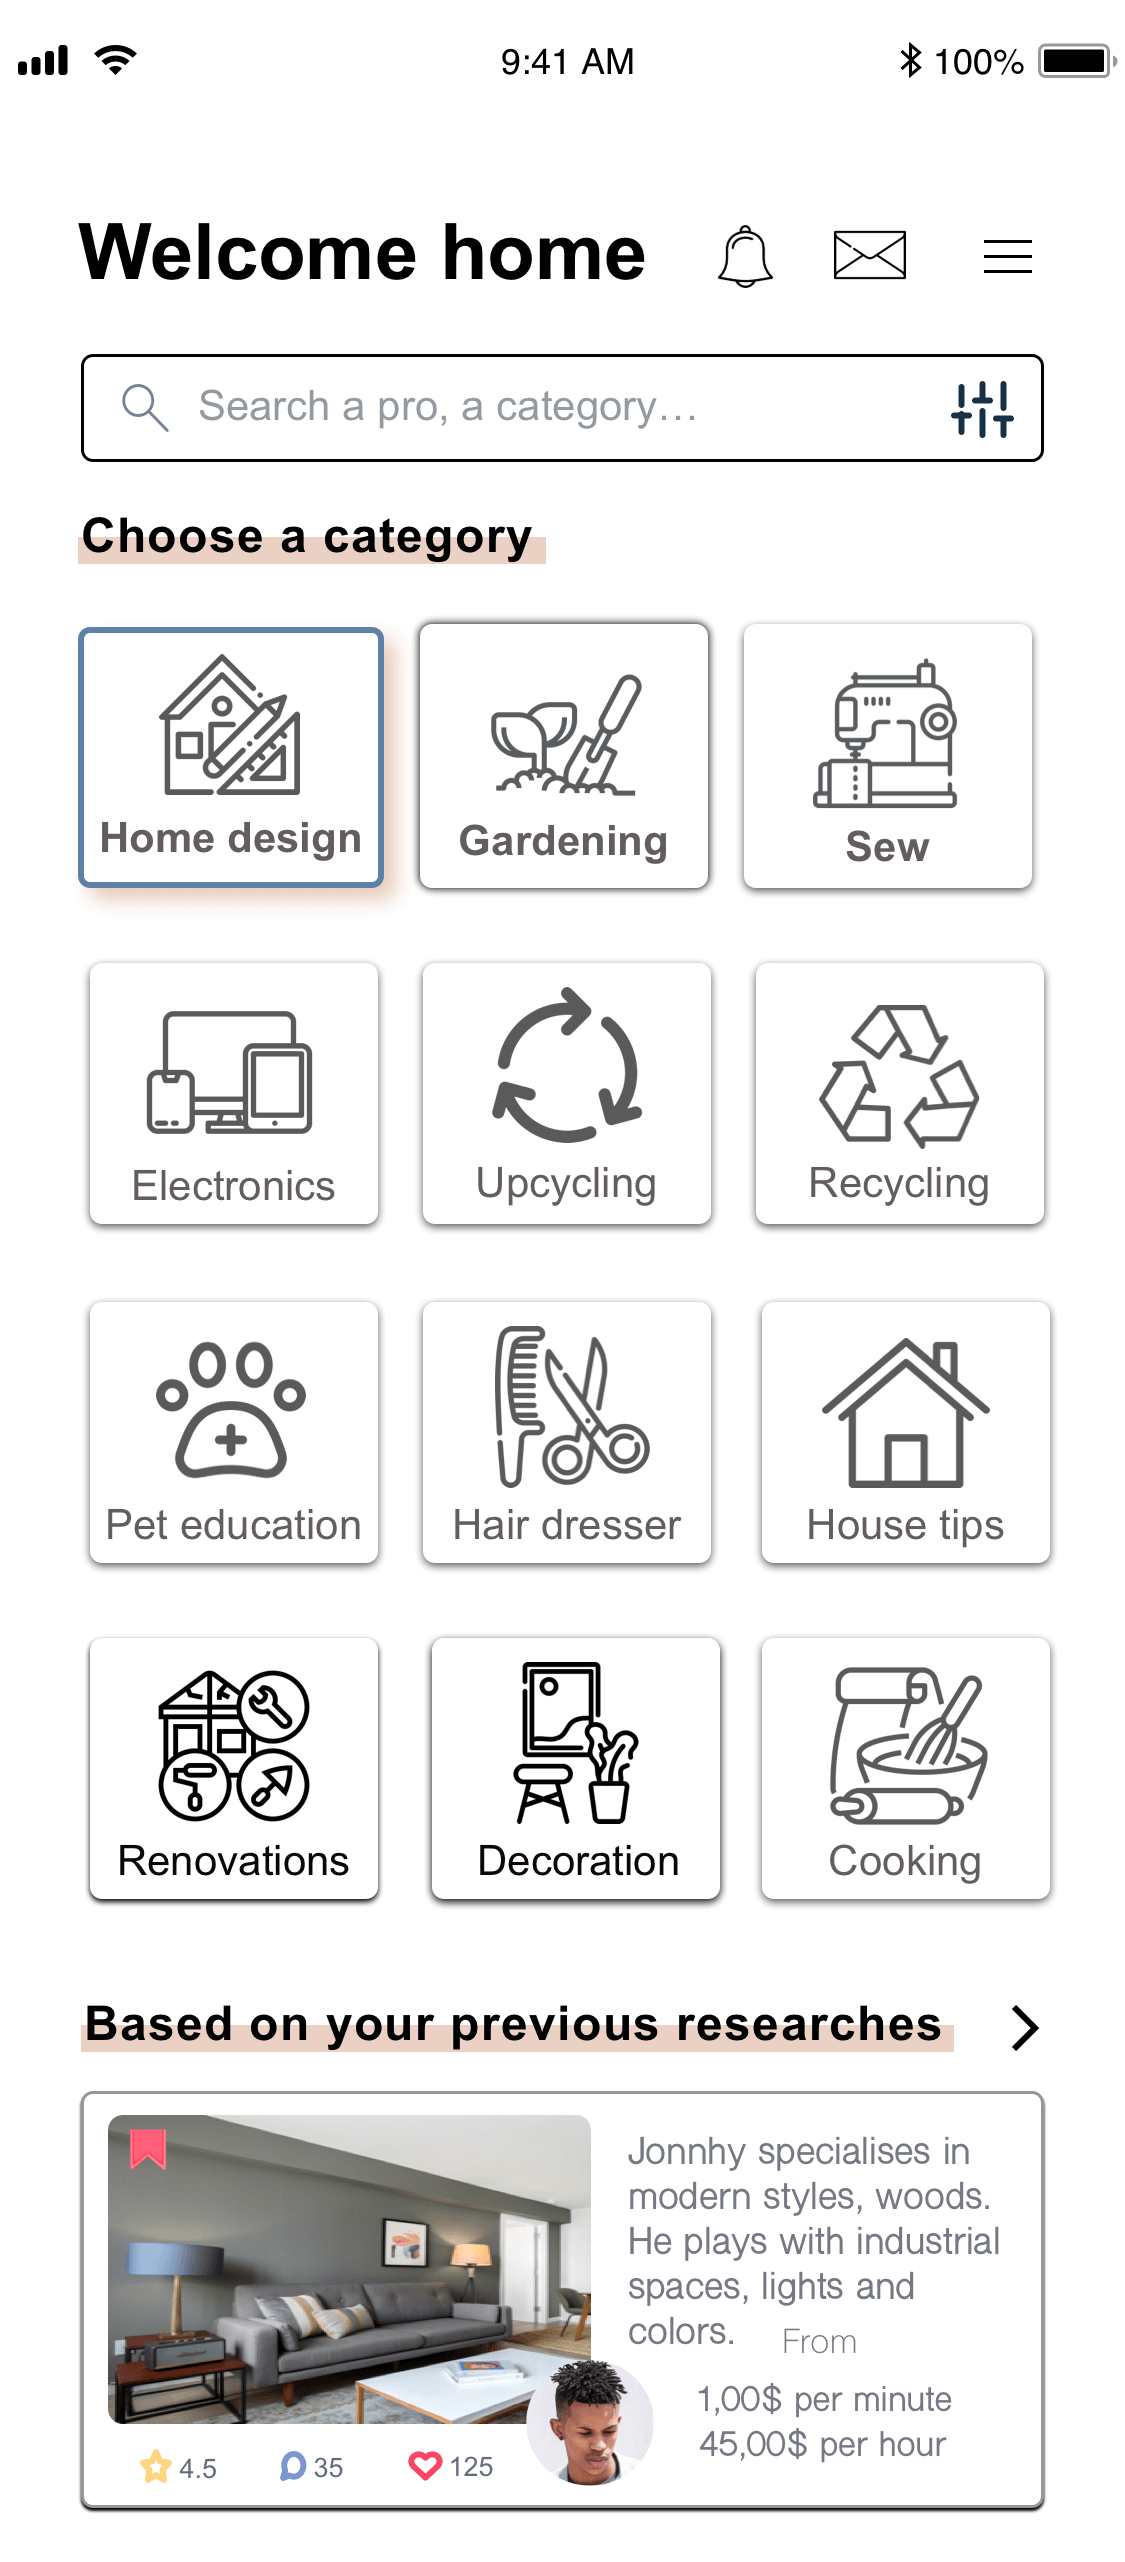 9:41 AM
100%
Welcome home
Search a pro, a category...
Choose a category
Home design
Gardening
Sew
Electronics
Upcycling
Recycling
Pet education
Hair dresser
House tips
Renovations
Decoration
Cooking
Based on your previous researches
Jonnhy specialises in
modern styles, woods.
He plays with industrial
spaces, lights and
colors.
From
1,00$ per minute
45,00$ per hour
4.5
35
125